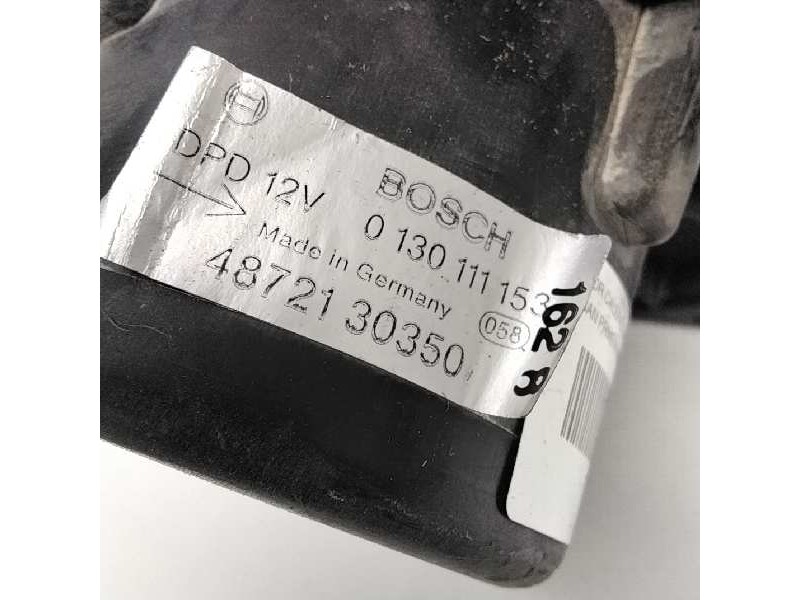 BOSCH
DPD 12V
0 130 111 153
Made in Germany
058
48721 30350
162 A